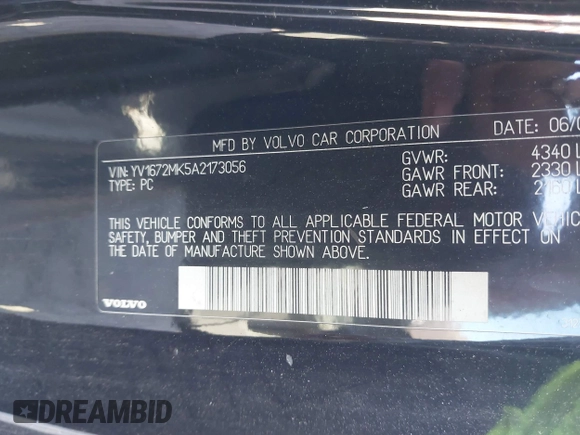 MFD BY VOLVO CAR CORPORATION DATE: 06/0
VIN: YV1672MK5A2173056 GVWR: 4340 L
TYPE: PC GAWR FRONT: 2330 L
GAWR REAR:
THIS VEHICLE CONFORMS TO ALL APPLICABLE FEDERAL MOTOR VEHIC
SAFETY, BUMPER AND THEFT PREVENTION STANDARDS IN EFFECT ON
THE DATE OF MANUFACTURE SHOWN ABOVE.
VOLVO
DREAMBID